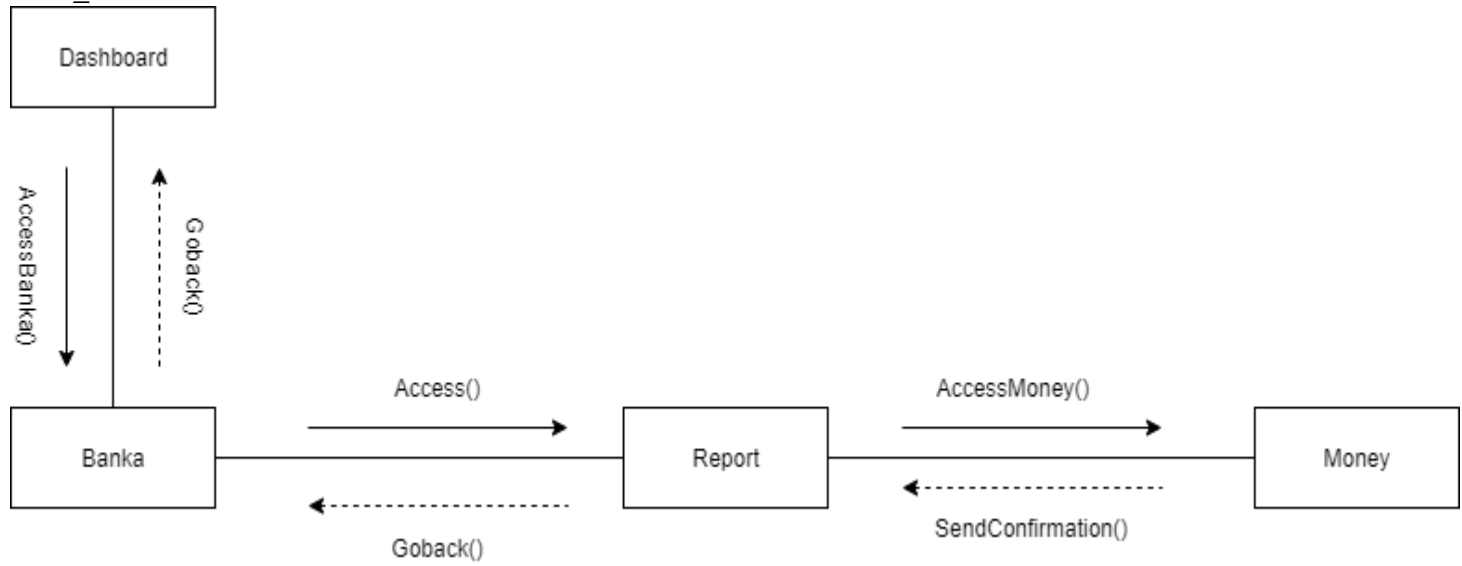 Dashboard
AccessBanka()
Goback()
Access()
AccessMoney()
Banka
Report
Money
Goback()
SendConfirmation()